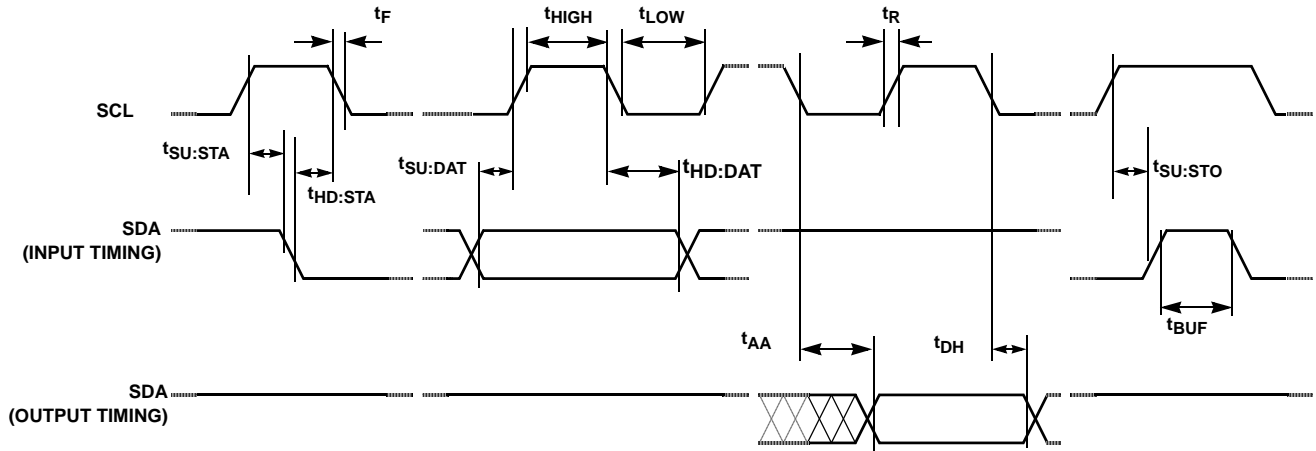 tF
tHIGH
tLOW
tR
SCL
tSU:STA
tHD:STA
tSU:DAT
tHD:DAT
tSU:STO
SDA
(INPUT TIMING)
tBUF
tAA
tDH
SDA
(OUTPUT TIMING)